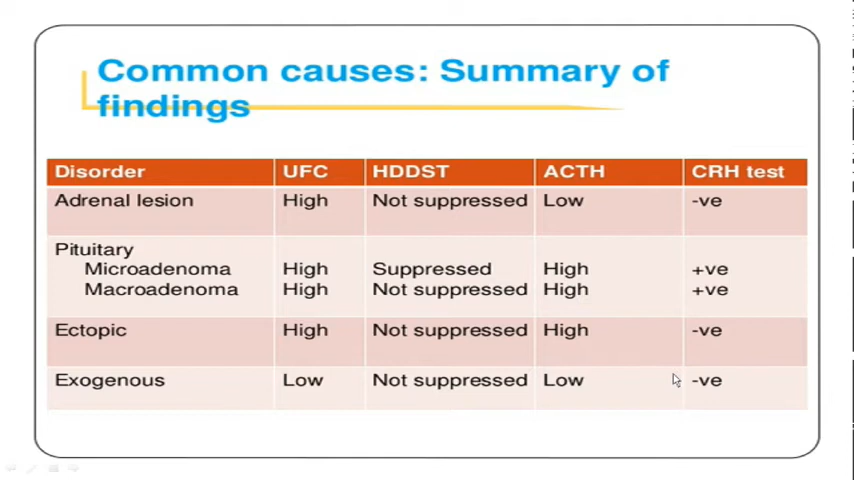 Common causes: Summary of
findings
Disorder UFC HDDST ACTH CRH test
Adrenal lesion High Not suppressed Low -ve
Pituitary
Microadenoma High Suppressed High +ve
Macroadenoma High Not suppressed High +ve
Ectopic High Not suppressed High -ve
Exogenous Low Not suppressed Low -ve